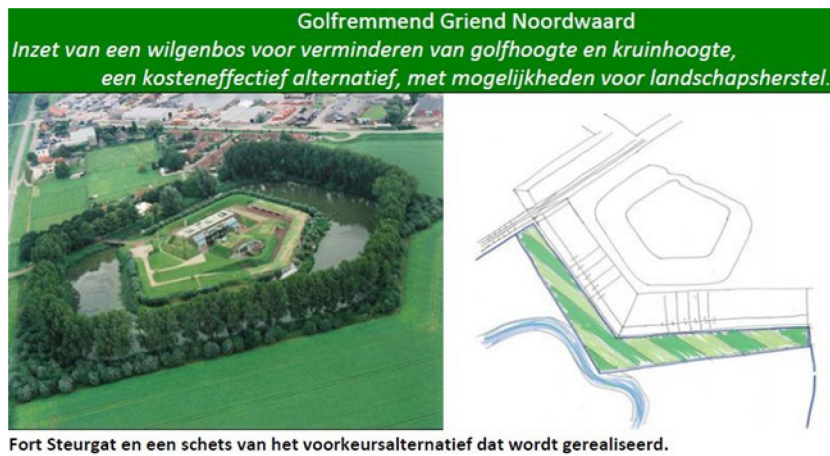 Golfremmend Griend Noordwaard
Inzet van een wilgenbos voor verminderen van golfhoogte en kruinhoogte,
een kosteneffectief alternatief, met mogelijkheden voor landschapsherstel.
Fort Steurgat en een schets van het voorkeursalternatief dat wordt gerealiseerd.